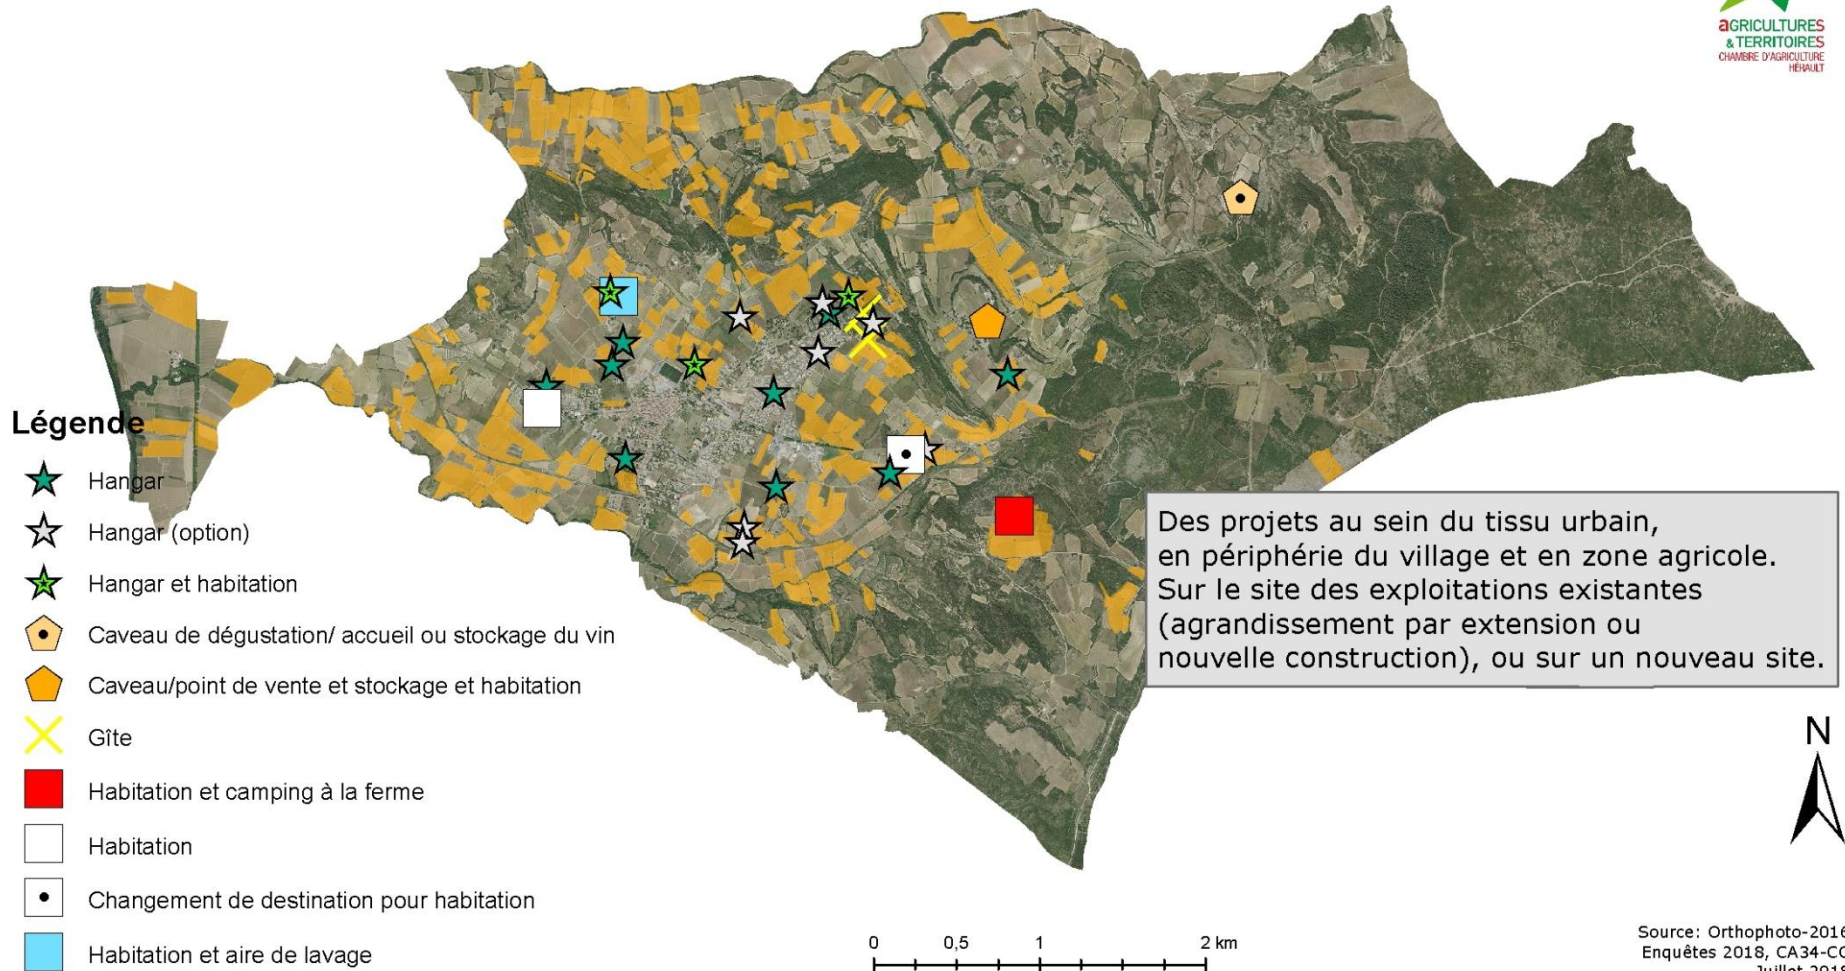 aGRICULTURES
& TERRITOIRES
CHAMBRE D'AGRICULTURE
HÉRAULT
Légende
Hangar
Hangar (option)
Hangar et habitation
Caveau de dégustation/ accueil ou stockage du vin
Caveau/point de vente et stockage et habitation
Gîte
Habitation et camping à la ferme
Habitation
Changement de destination pour habitation
Habitation et aire de lavage
Des projets au sein du tissu urbain,
en périphérie du village et en zone agricole.
Sur le site des exploitations existantes
(agrandissement par extension ou
nouvelle construction), ou sur un nouveau site.
N
0 0,5 1 2 km
Source: Orthophoto-2016
Enquêtes 2018, CA34-CC
Juillet 2018